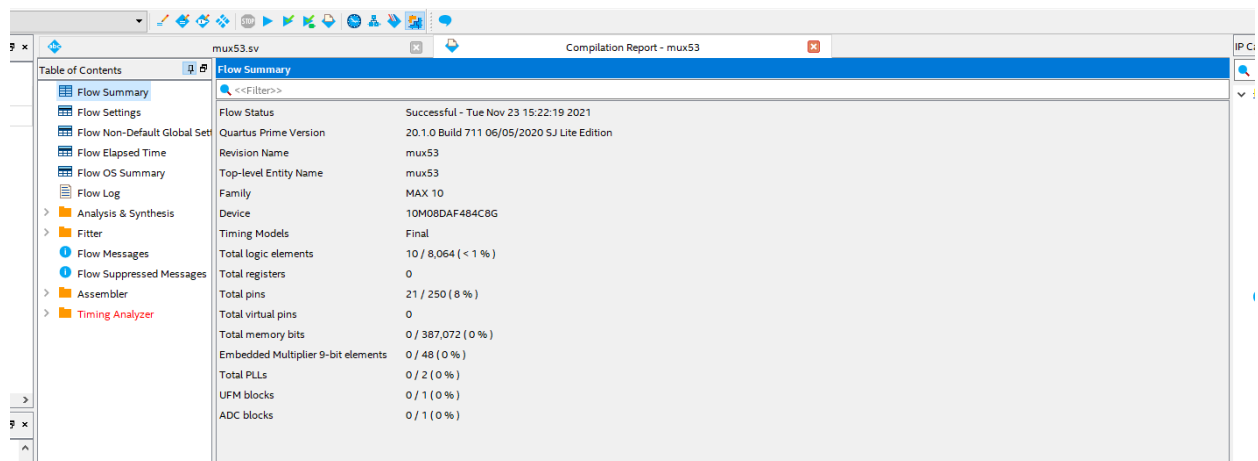 mux53.sv
Compilation Report - mux53
IP Ca
Table of Contents
Flow Summary
Flow Settings
Flow Non-Default Global Sett
Flow Elapsed Time
Flow OS Summary
Flow Log
Analysis & Synthesis
Fitter
Flow Messages
Flow Suppressed Messages
Assembler
Timing Analyzer
Flow Summary
<<Filter>>
Flow Status Successful - Tue Nov 23 15:22:19 2021
Quartus Prime Version 20.1.0 Build 711 06/05/2020 SJ Lite Edition
Revision Name mux53
Top-level Entity Name mux53
Family MAX 10
Device 10M08DAF484C8G
Timing Models Final
Total logic elements 10 / 8,064 ( < 1 % )
Total registers 0
Total pins 21 / 250 ( 8 % )
Total virtual pins 0
Total memory bits 0 / 387,072 ( 0 % )
Embedded Multiplier 9-bit elements 0 / 48 ( 0 % )
Total PLLs 0 / 2 ( 0 % )
UFM blocks 0 / 1 ( 0 % )
ADC blocks 0 / 1 ( 0 % )